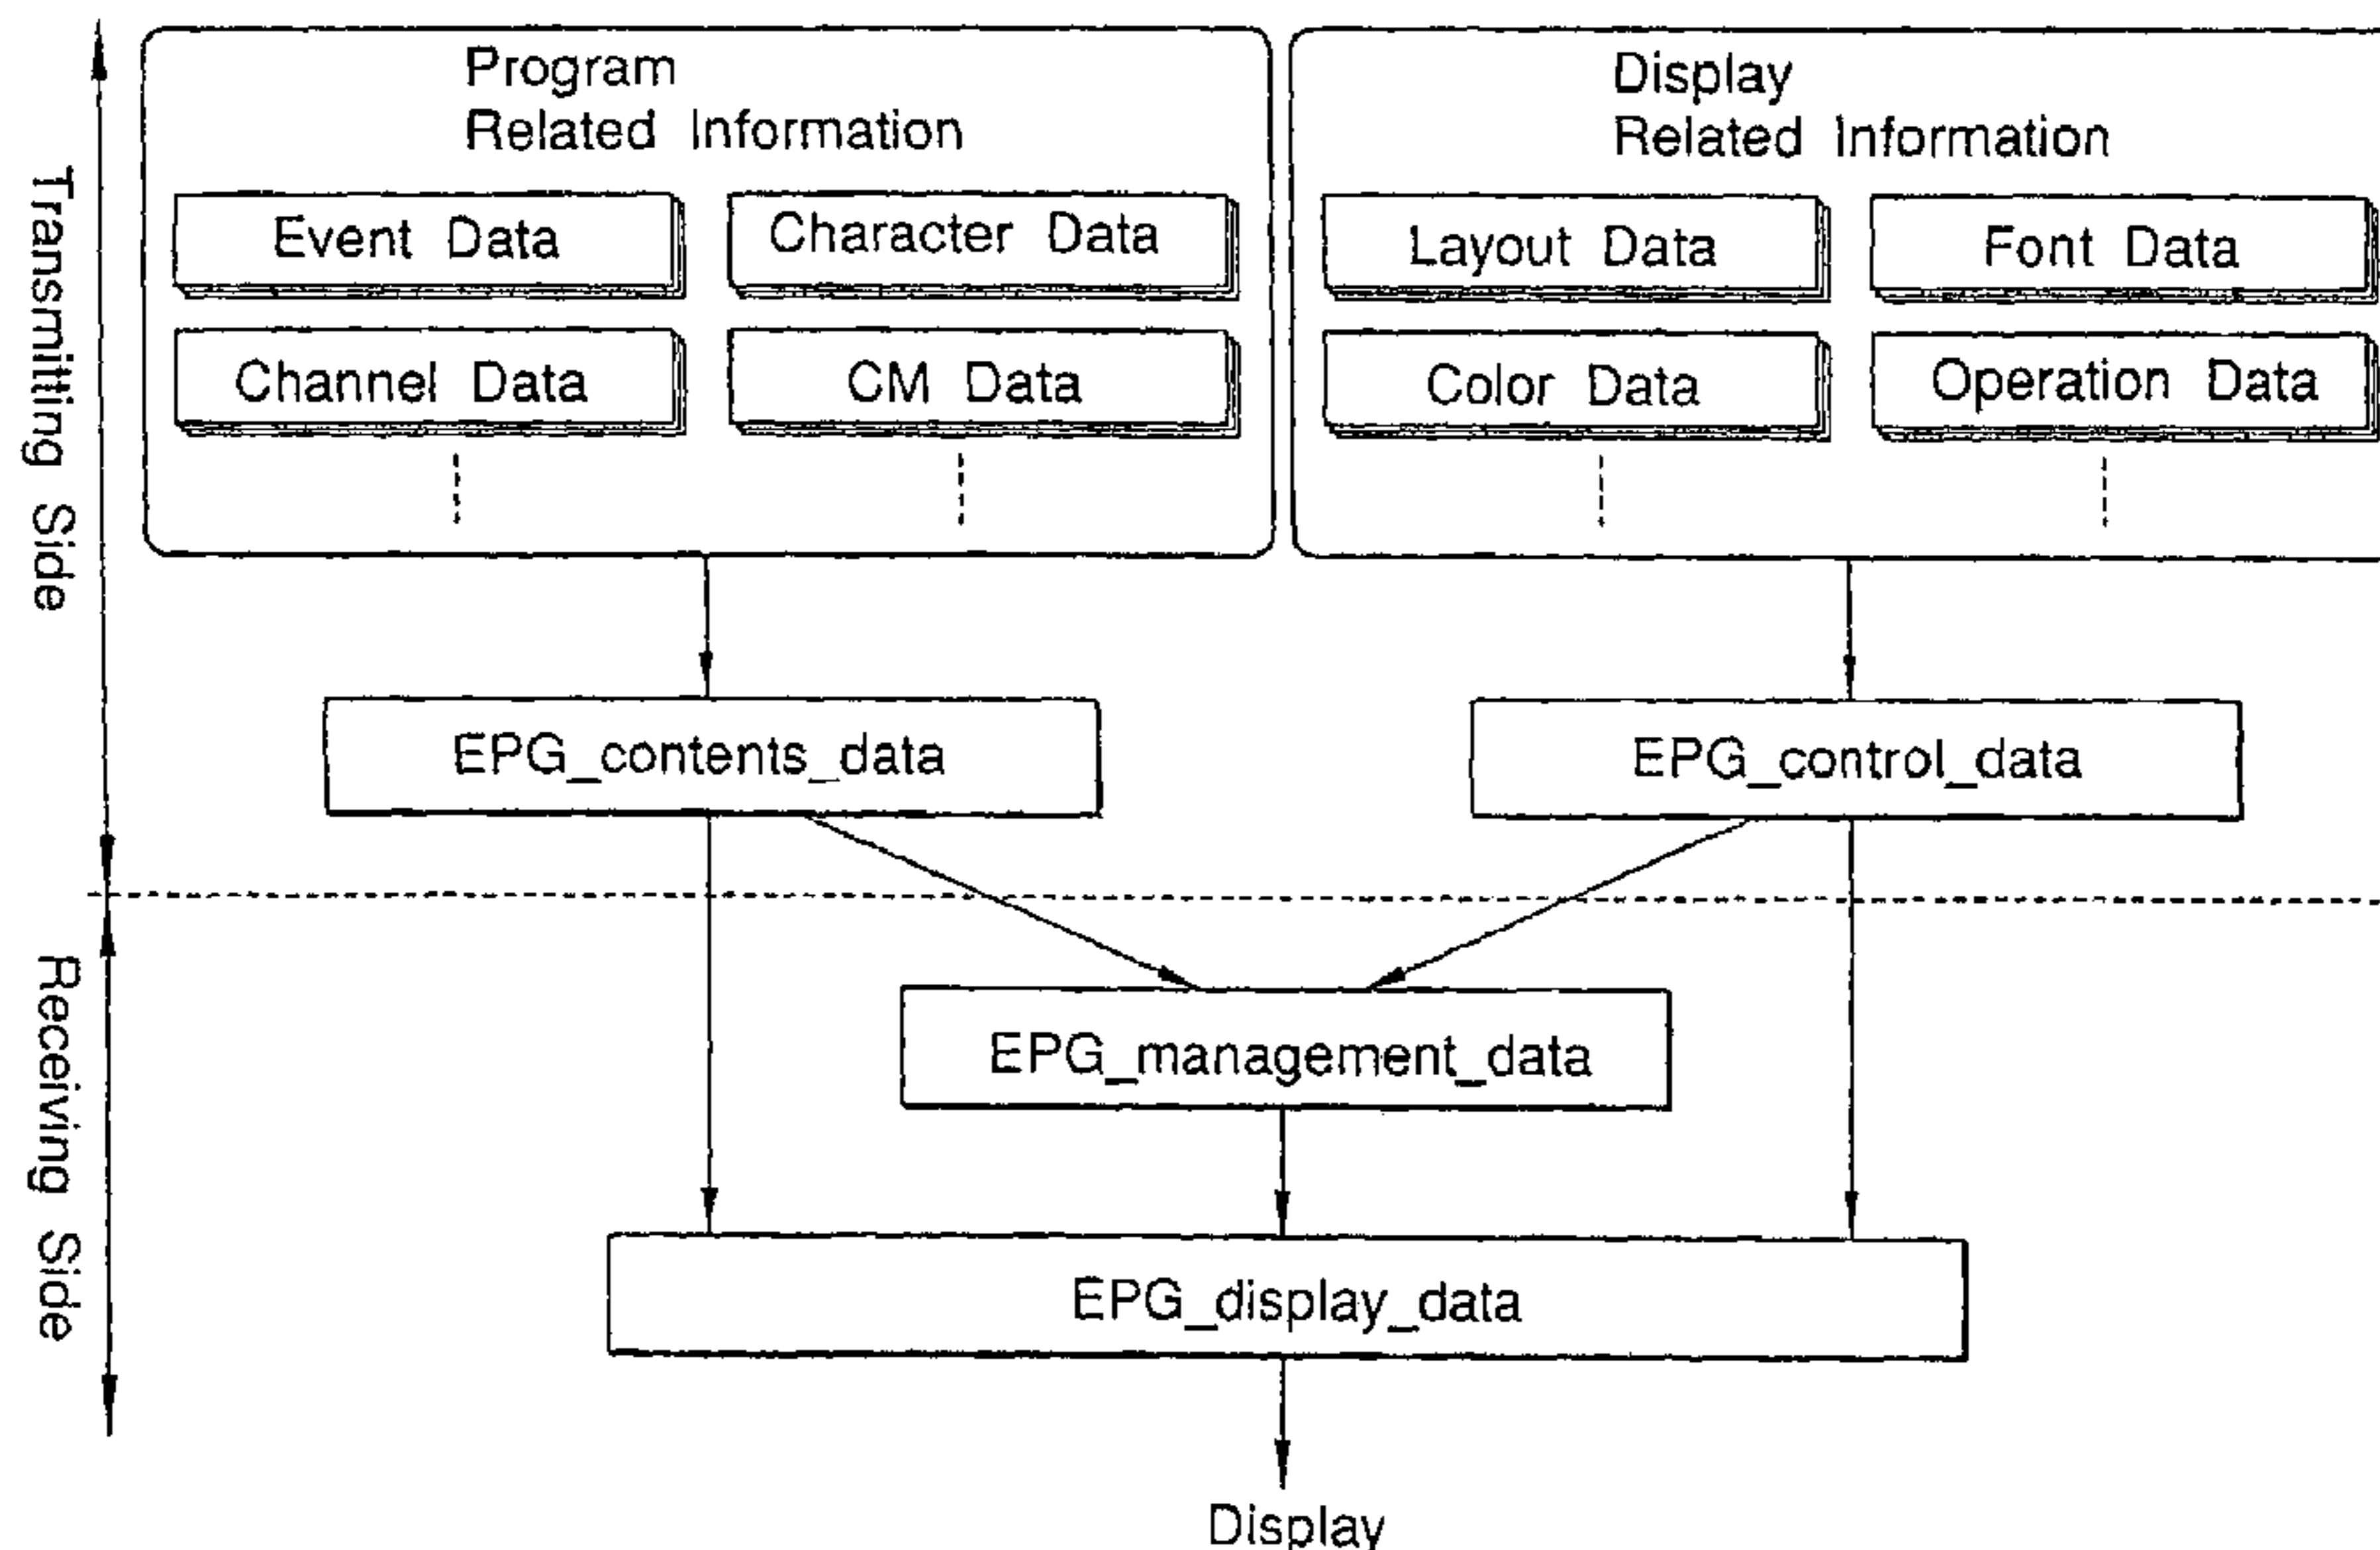 Transmitting Side
Program
Related Information
Event Data
Character Data
Channel Data
CM Data
Display
Related Information
Layout Data
Font Data
Color Data
Operation Data
EPG_contents_data
EPG_control_data
Receiving Side
EPG_management_data
EPG_display_data
Display